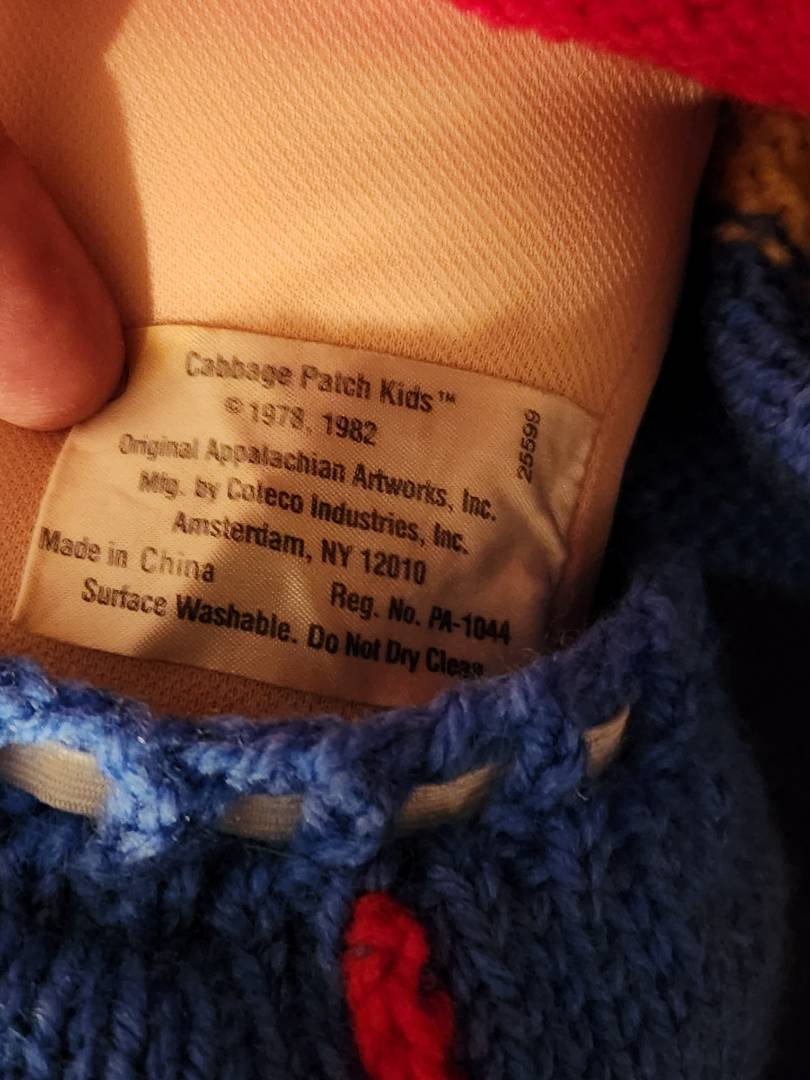 Cabbage Patch Kids™
© 1978, 1982
Original Appalachian Artworks, Inc.
Mfg. by Coleco Industries, Inc.
Amsterdam, NY 12010
Made in China
Reg. No. PA-1044
Surface Washable. Do Not Dry Clean
25599